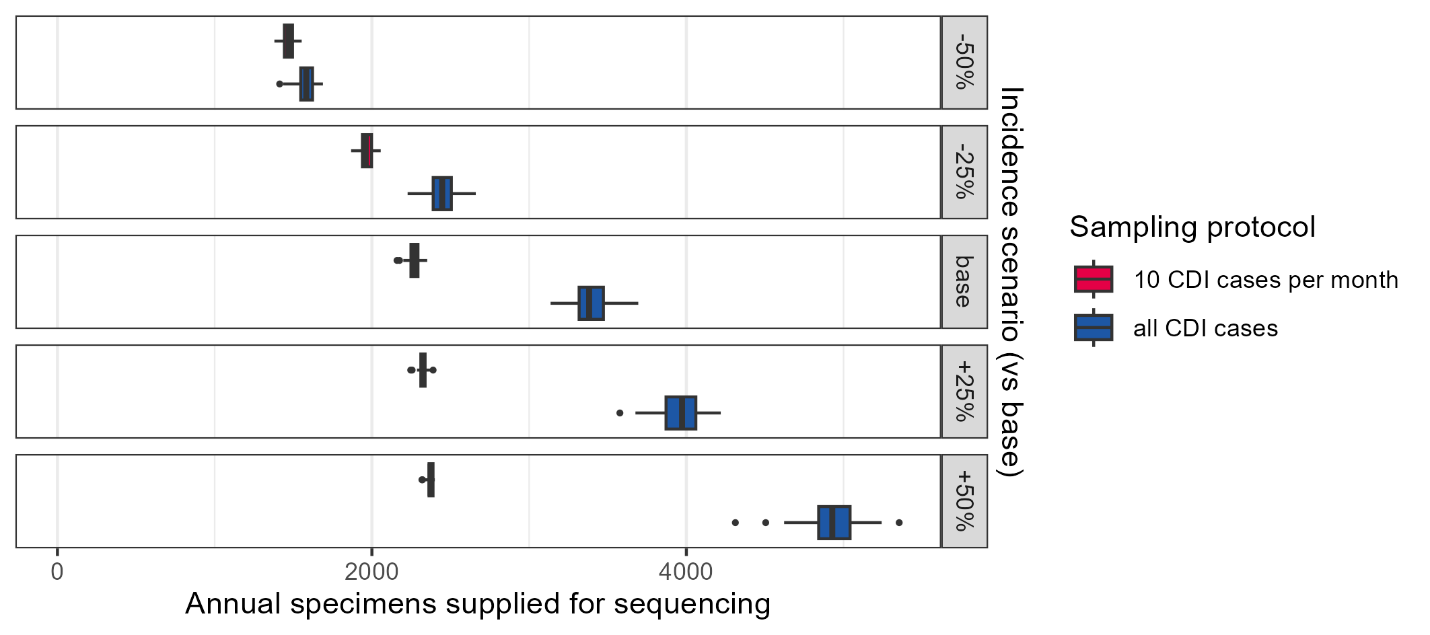 -50%
-25%
base
+25%
+50%
Incidence scenario (vs base)
0 2000 4000
Annual specimens supplied for sequencing
Sampling protocol
10 CDI cases per month
all CDI cases